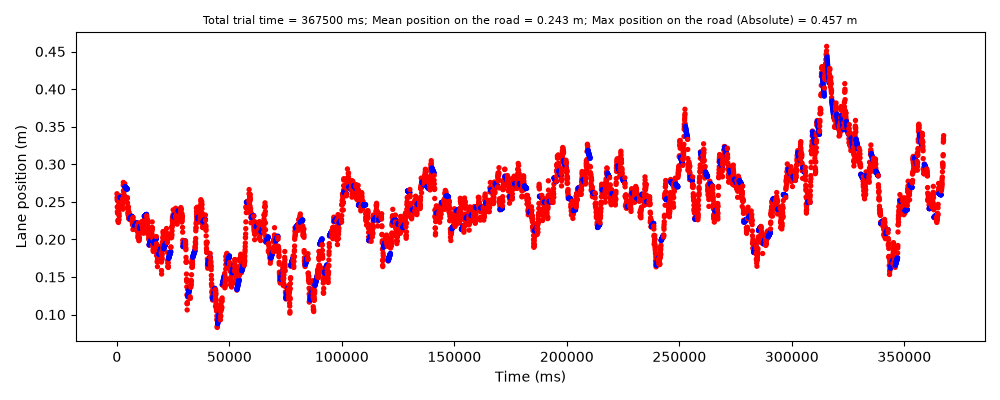 Total trial time = 367500 ms; Mean position on the road = 0.243 m; Max position on the road (Absolute) = 0.457 m
0.45
0.40
0.35
0.30
0.25
0.20
0.15
0.10
Lane position (m)
0 50000 100000 150000 200000 250000 300000 350000
Time (ms)